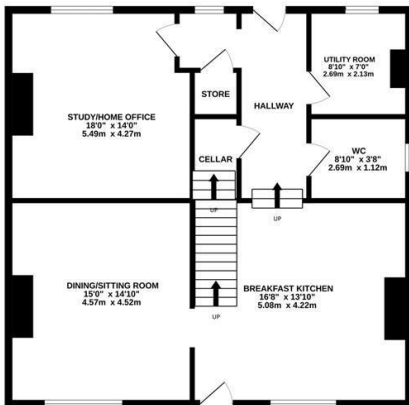 STUDY/HOME OFFICE
18'0" x 14'0"
5.49m x 4.27m
STORE
HALLWAY
UTILITY ROOM
8'10" x 7'0"
2.69m x 2.13m
WC
8'10" x 3'8"
2.69m x 1.12m
CELLAR
UP
UP
DINING/SITTING ROOM
15'0" x 14'10"
4.57m x 4.52m
UP
BREAKFAST KITCHEN
16'8" x 13'10"
5.08m x 4.22m